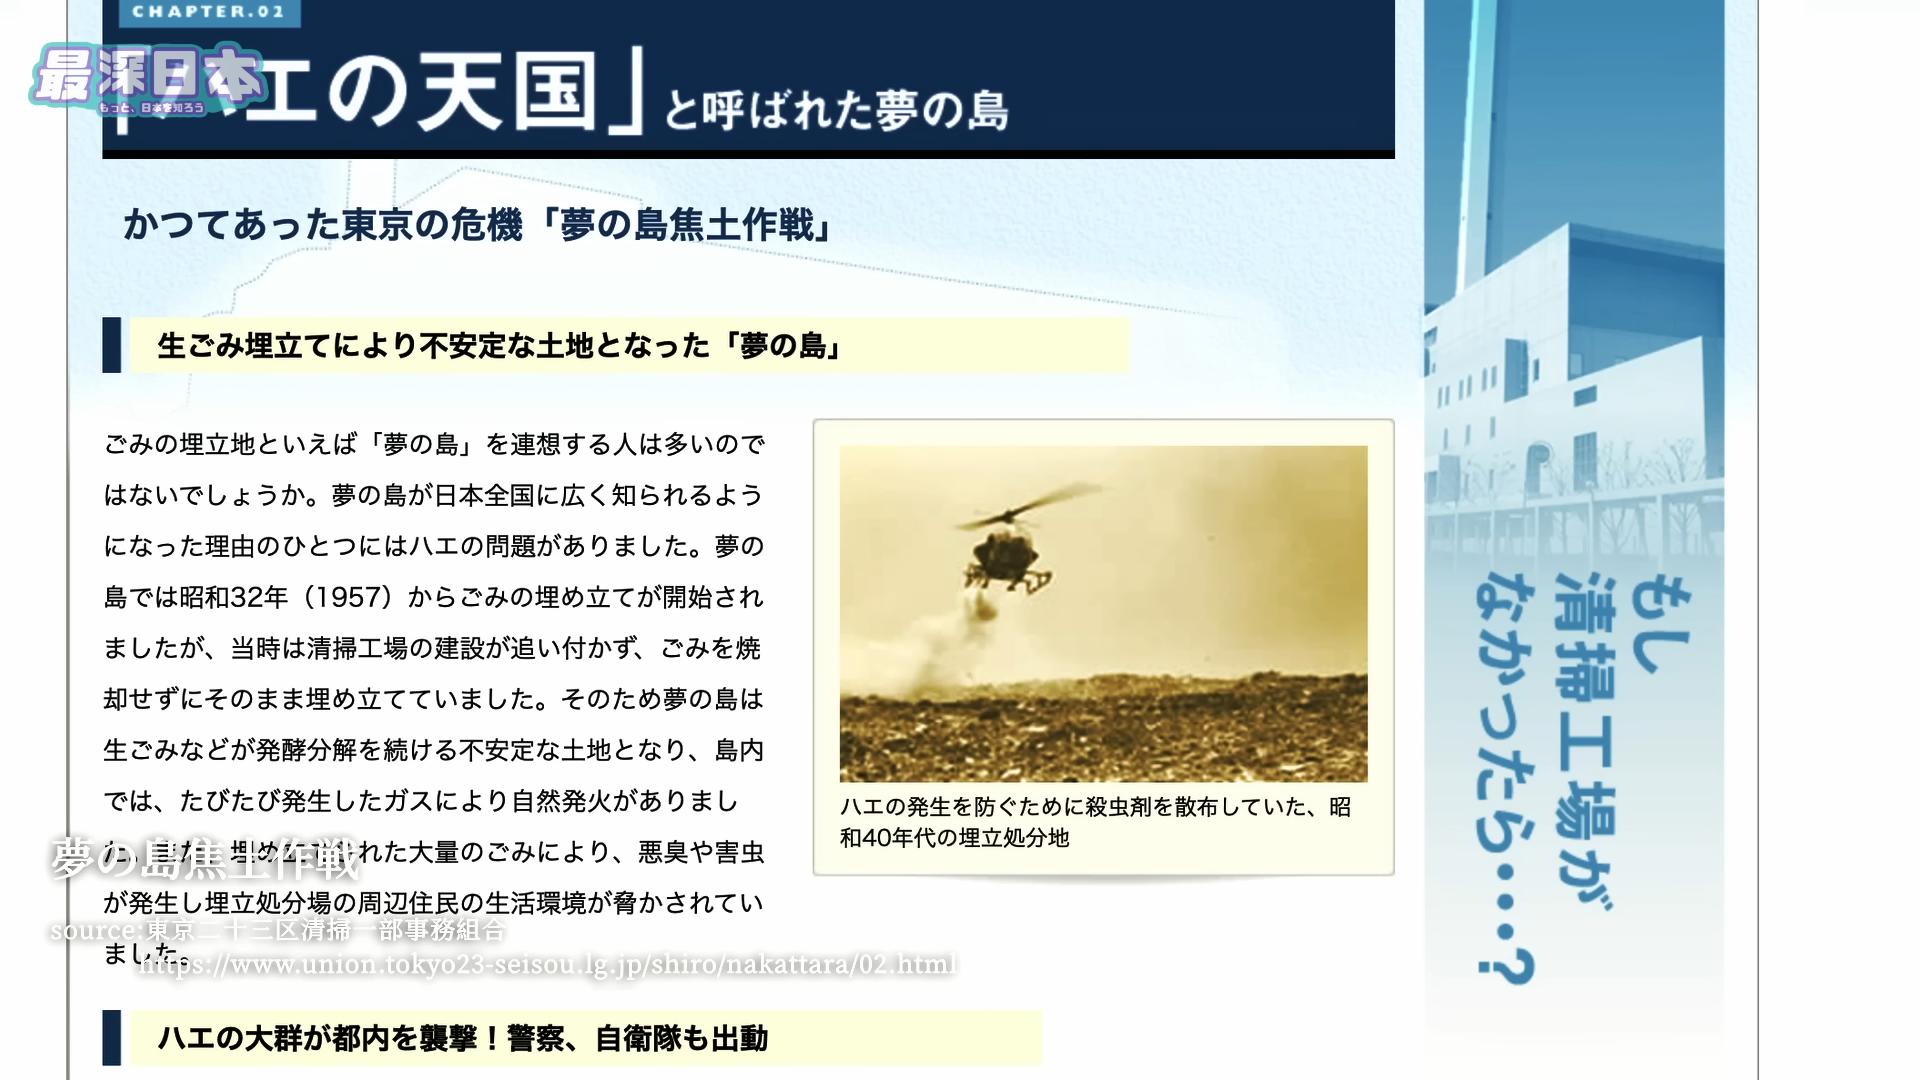 CHAPTER.02
最深日本
もっと、日本を知ろう
「ハエの天国」と呼ばれた夢の島
かつてあった東京の危機「夢の島焦土作戦」
生ごみ埋立てにより不安定な土地となった「夢の島」
ごみの埋立地といえば「夢の島」を連想する人は多いので
はないでしょうか。夢の島が日本全国に広く知られるよう
になった理由のひとつにはハエの問題がありました。夢の
島では昭和32年（1957）からごみの埋め立てが開始され
ましたが、当時は清掃工場の建設が追い付かず、ごみを焼
却せずにそのまま埋め立てていました。そのため夢の島は
生ごみなどが発酵分解を続ける不安定な土地となり、島内
では、たびたび発生したガスにより自然発火がありまし
た。また、埋め立てられた大量のごみにより、悪臭や害虫
が発生し埋立処分場の周辺住民の生活環境が脅かされてい
ました。
ハエの発生を防ぐために殺虫剤を散布していた、昭
和40年代の埋立処分地
夢の島焦土作戦
source:東京二十三区清掃一部事務組合
https://www.union.tokyo23-seisou.lg.jp/shiro/nakattara/02.html
ハエの大群が都内を襲撃！警察、自衛隊も出動
もし
清掃工場が
なかったら・・・?